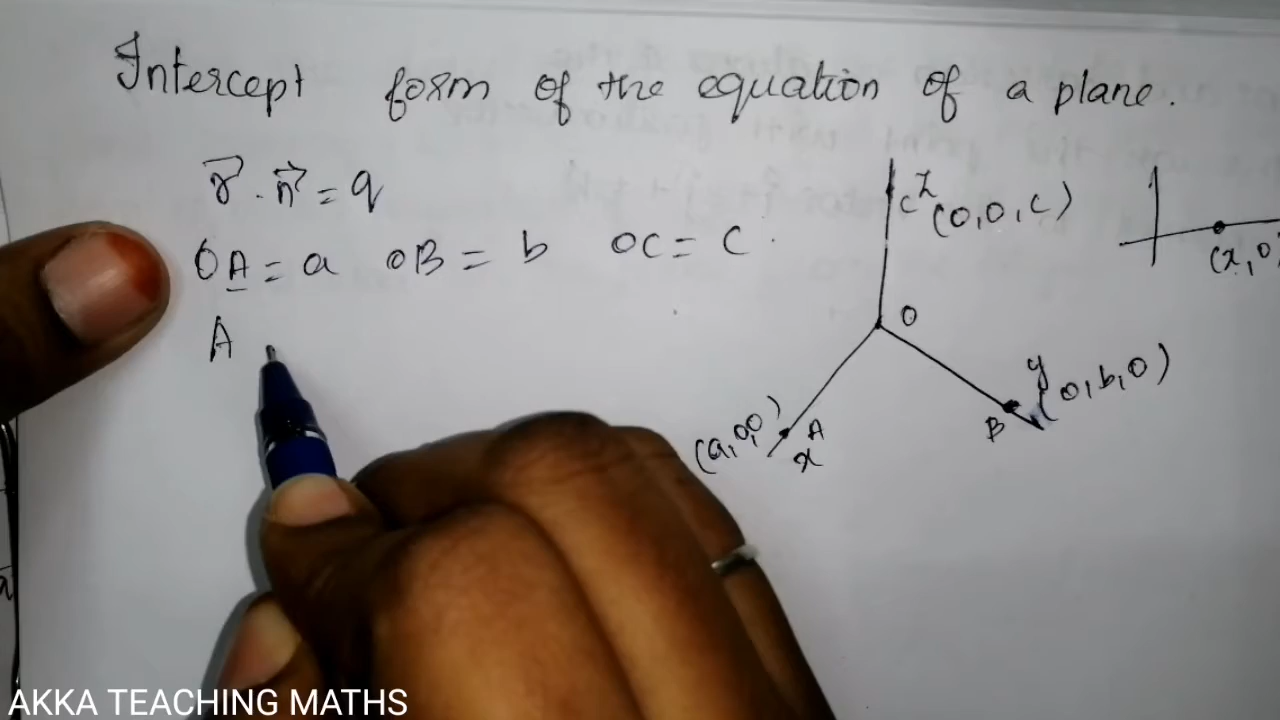 Intercept form of the equation of a plane.
r⃗ . n⃗ = q
OA = a OB = b OC = c
A
C z (0,0,c)
O
(a,0,0) A
x
y
B (0,b,0)
(x,0
AKKA TEACHING MATHS